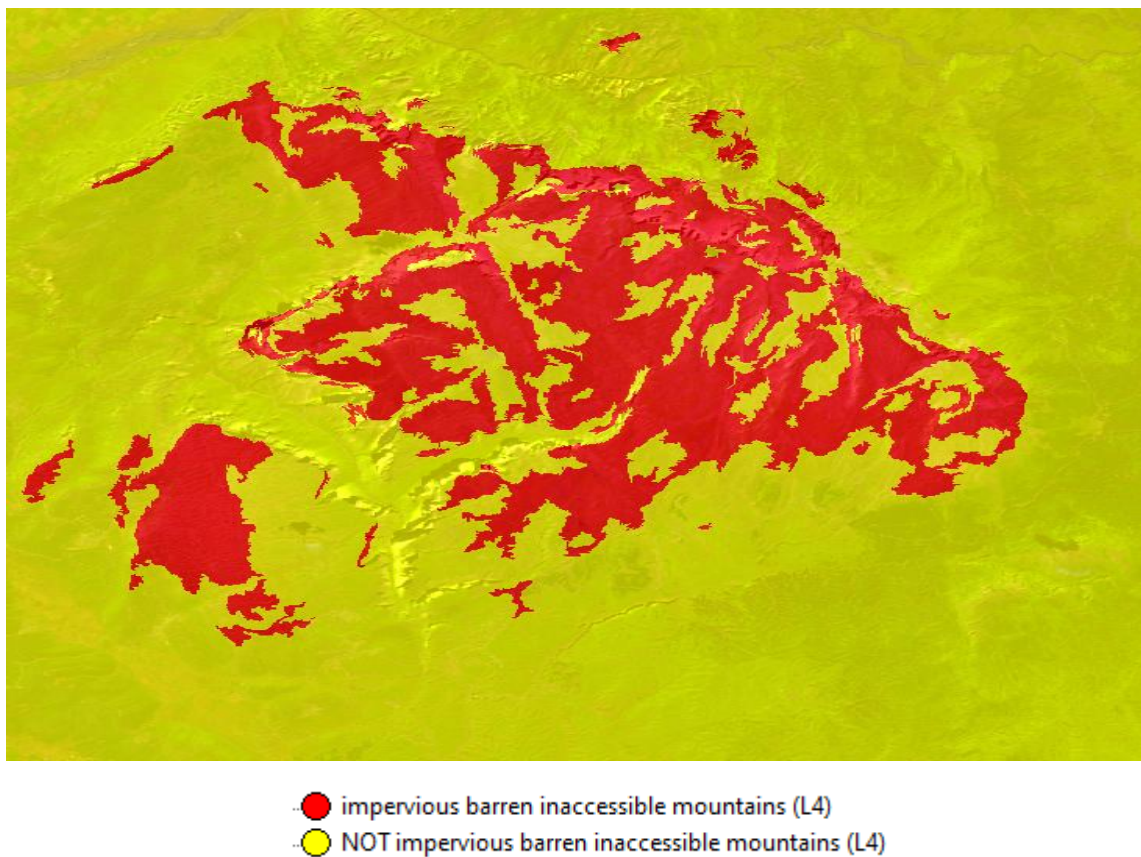 impervious barren inaccessible mountains (L4)
NOT impervious barren inaccessible mountains (L4)